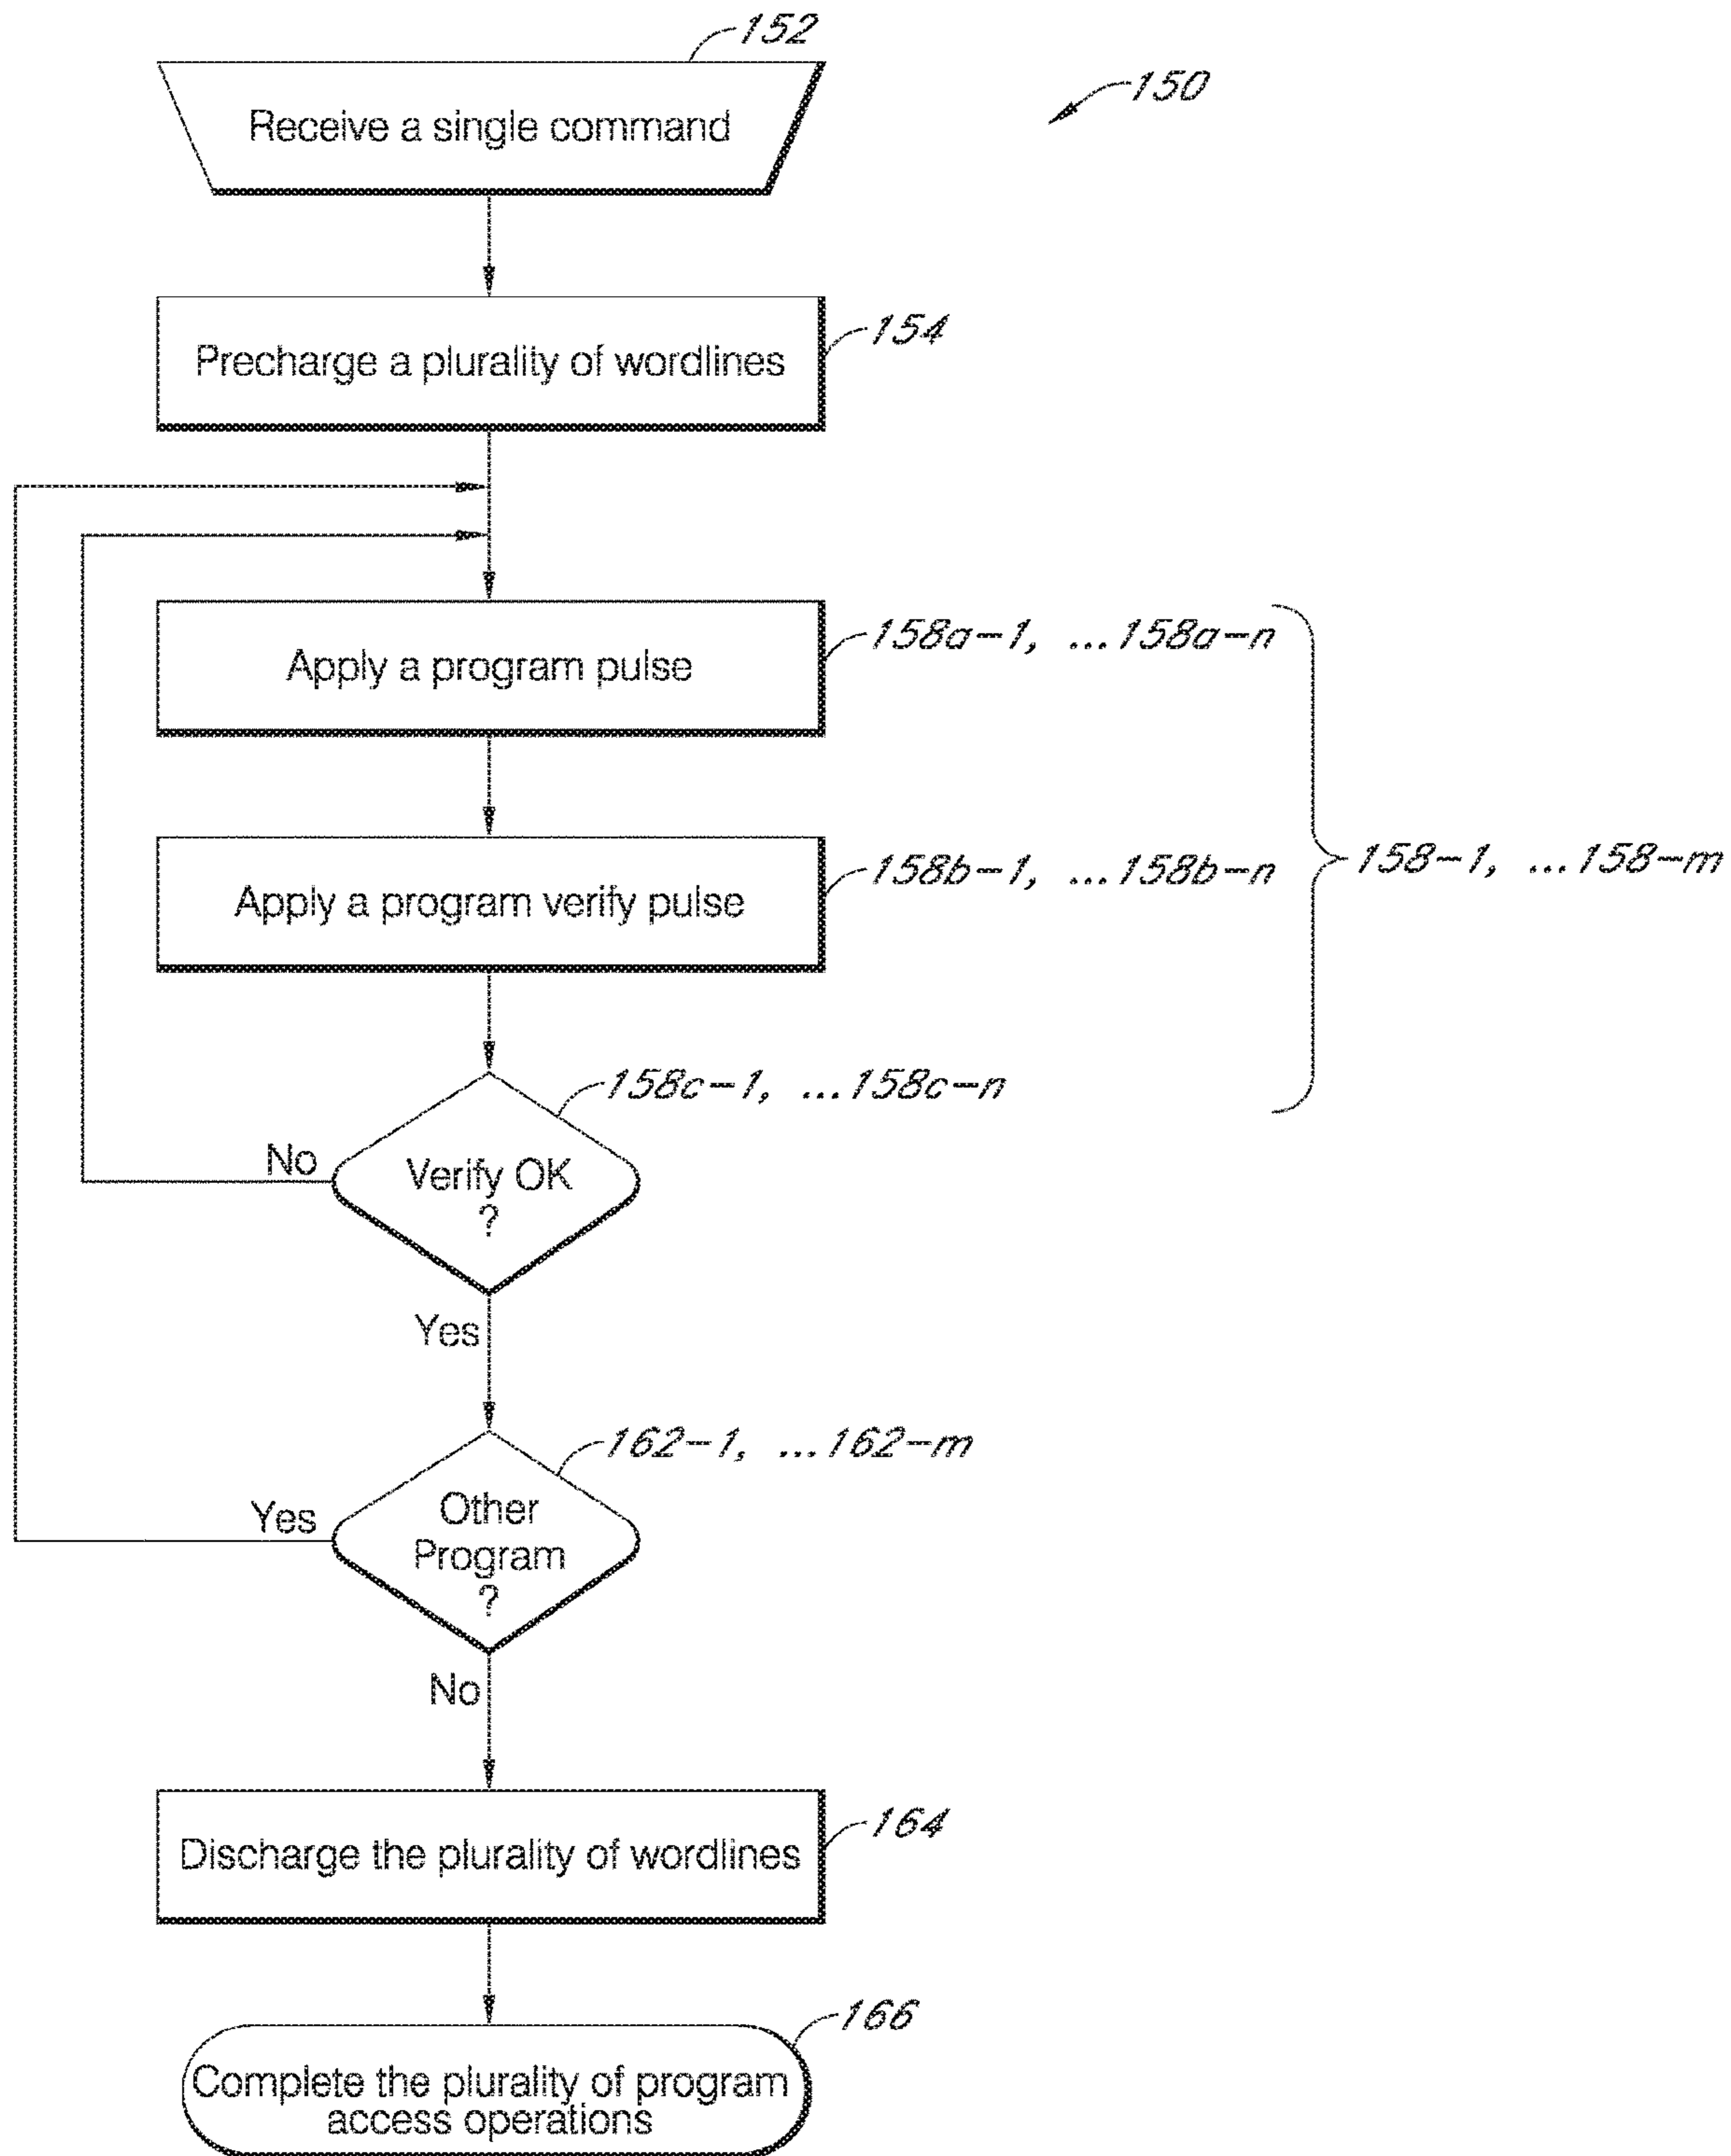 152
150
Receive a single command
154
Precharge a plurality of wordlines
158a-1, ...158a-n
Apply a program pulse
158b-1, ...158b-n
158-1, ...158-m
Apply a program verify pulse
158c-1, ...158c-n
No
Verify OK
?
Yes
162-1, ...162-m
Yes
Other
Program
?
No
164
Discharge the plurality of wordlines
166
Complete the plurality of program
access operations